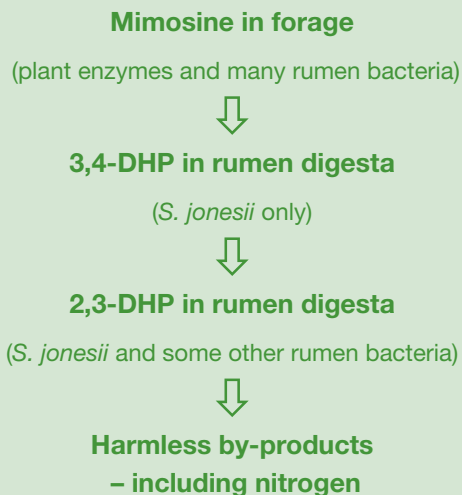 Mimosine in forage
(plant enzymes and many rumen bacteria)
3,4-DHP in rumen digesta
(S. jonesii only)
2,3-DHP in rumen digesta
(S. jonesii and some other rumen bacteria)
Harmless by-products
– including nitrogen